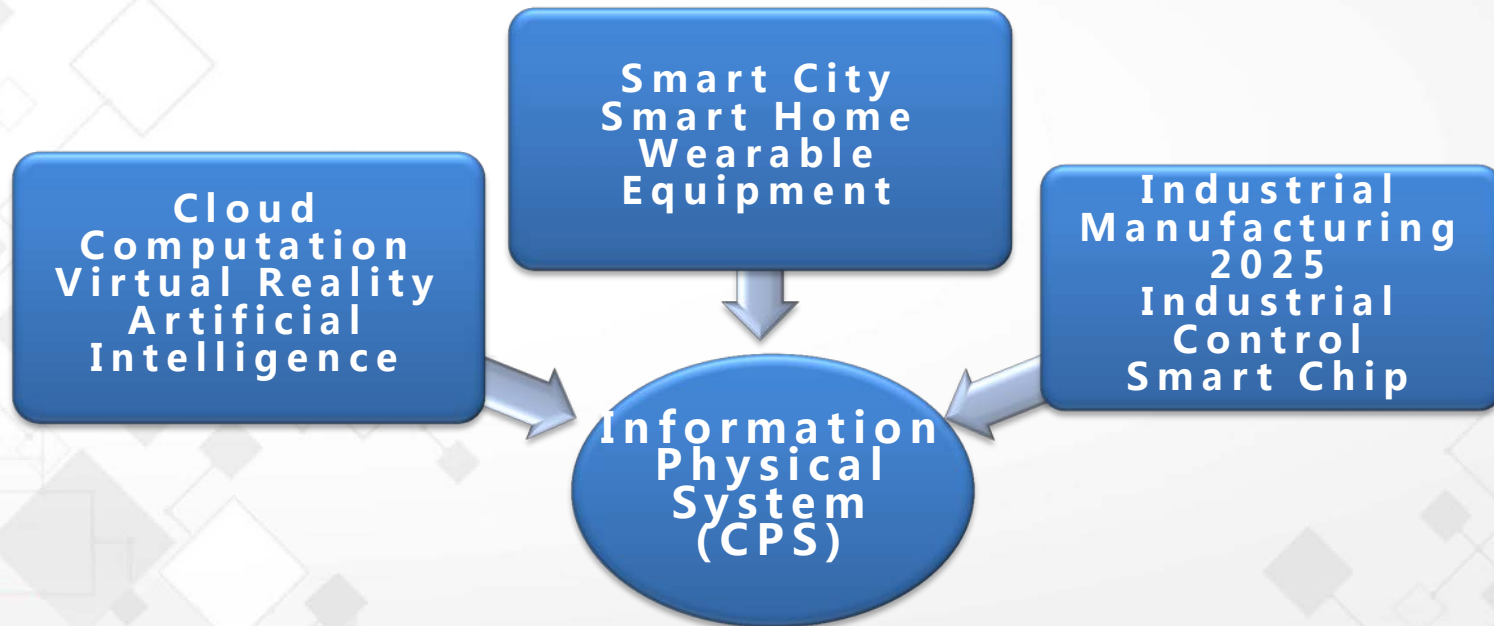 Smart City
Smart Home
Wearable
Equipment
Cloud
Computation
Virtual Reality
Artificial
Intelligence
Industrial
Manufacturing
2025
Industrial
Control
Smart Chip
Information
Physical
System
(CPS)